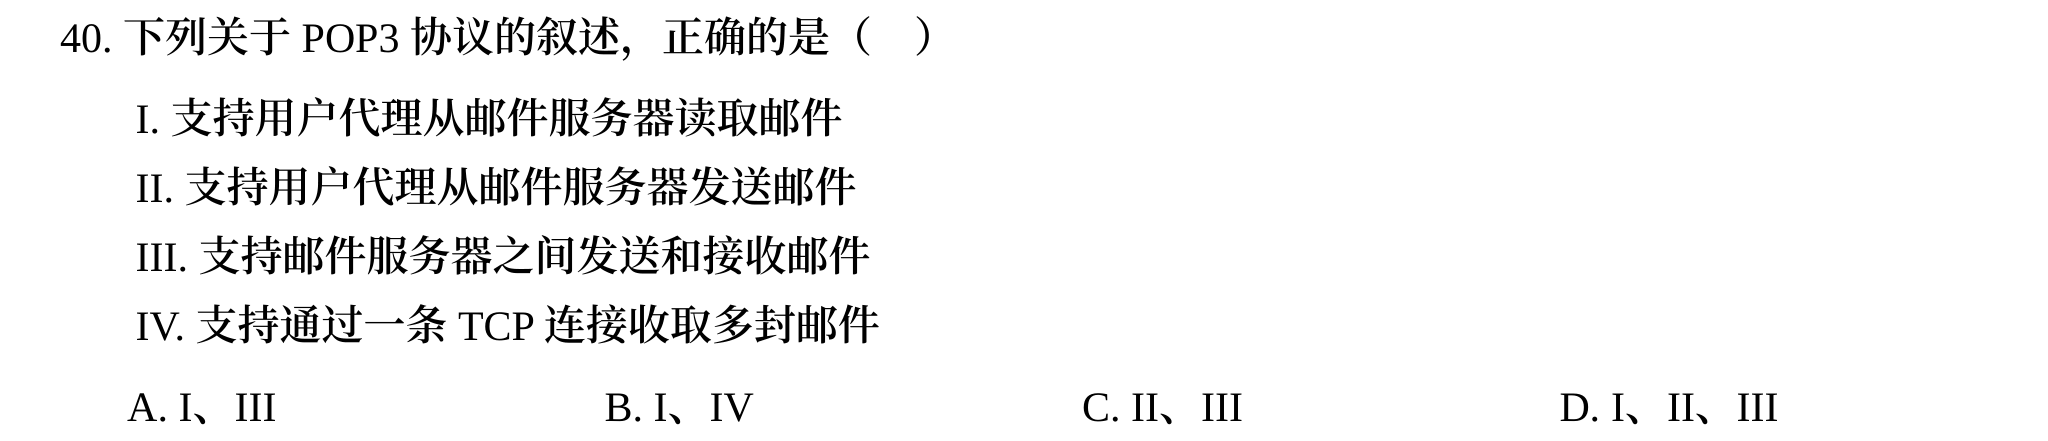 40. 下列关于 POP3 协议的叙述，正确的是（　）
I. 支持用户代理从邮件服务器读取邮件
II. 支持用户代理从邮件服务器发送邮件
III. 支持邮件服务器之间发送和接收邮件
IV. 支持通过一条 TCP 连接收取多封邮件
A. I、III B. I、IV C. II、III D. I、II、III